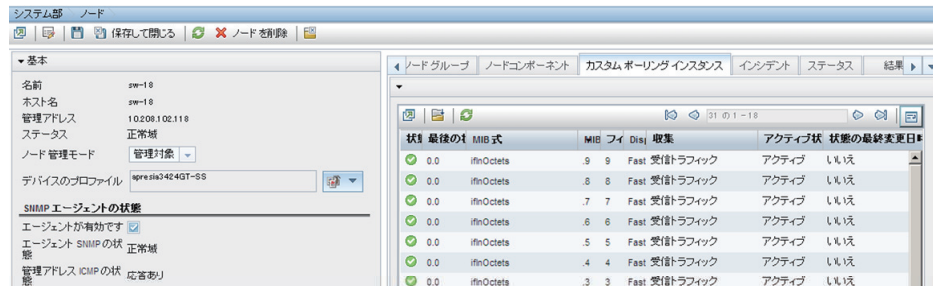 システム部 ノード
保存して閉じる ノード を削除
基本
名前 sw-18
ホスト名 sw-18
管理アドレス 10.208.102.118
ステータス 正常域
ノード 管理モード 管理対象
デバイスのプロファイル apresia3424GT-SS
SNMP エージェントの状態
エージェントが有効です
エージェント SNMP の状態 正常域
管理アドレス ICMP の状態 応答あり
ノード グループ ノードコンポーネント カスタム ポーリング インスタンス インシデント ステータス 結果
31 の 1 - 18
状態 最後の MIB 式 MIB フィ Disp 収集 アクティブ状 状態の最終変更日
0.0 ifInOctets .9 9 Fast 受信トラフィック アクティブ いいえ
0.0 ifInOctets .8 8 Fast 受信トラフィック アクティブ いいえ
0.0 ifInOctets .7 7 Fast 受信トラフィック アクティブ いいえ
0.0 ifInOctets .6 6 Fast 受信トラフィック アクティブ いいえ
0.0 ifInOctets .5 5 Fast 受信トラフィック アクティブ いいえ
0.0 ifInOctets .4 4 Fast 受信トラフィック アクティブ いいえ
0.0 ifInOctets .3 3 Fast 受信トラフィック アクティブ いいえ